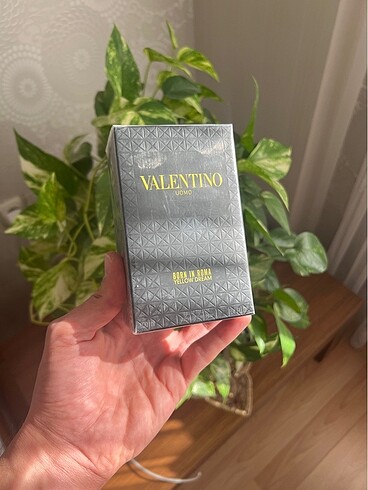 VALENTINO
UOMO
BORN IN ROMA
YELLOW DREAM